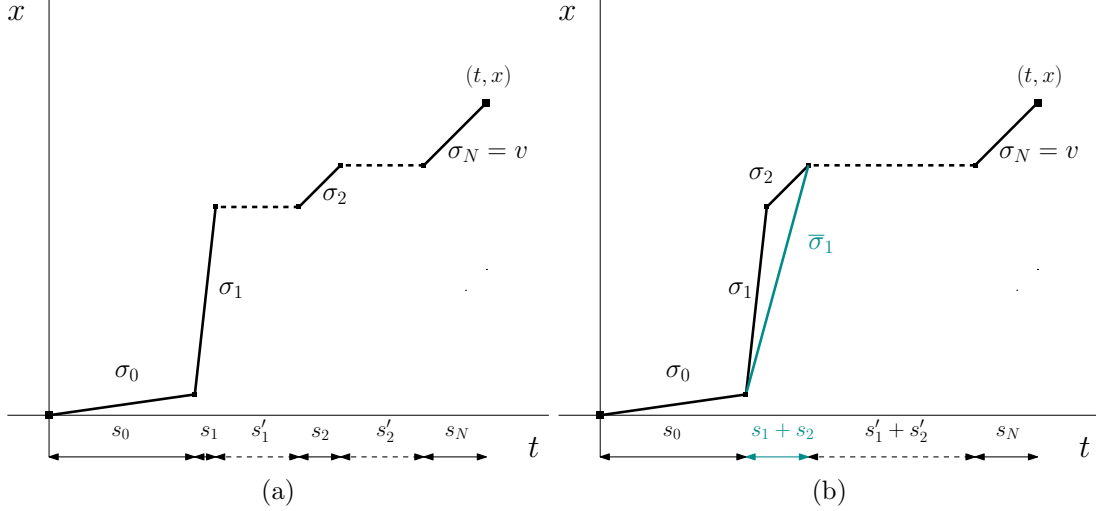 x
(t, x)
σ_N = v
σ_2
σ_1
σ_0
s_0 s_1 s′_1 s_2 s′_2 s_N
t
(a)
x
(t, x)
σ_N = v
σ_2
σ̅_1
σ_1
σ_0
s_0 s_1 + s_2 s′_1 + s′_2 s_N
t
(b)